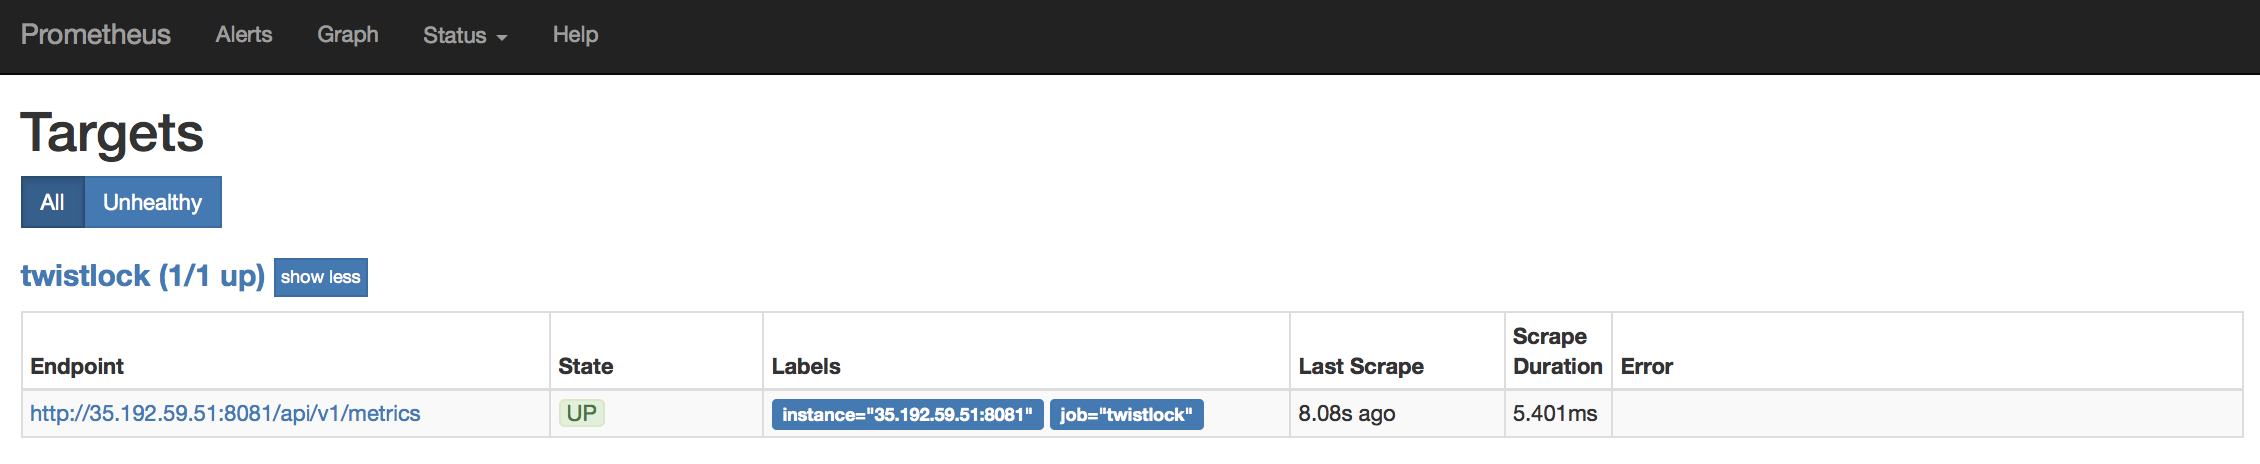 Prometheus Alerts Graph Status Help
Targets
All Unhealthy
twistlock (1/1 up) show less
Endpoint State Labels Last Scrape Scrape Duration Error
http://35.192.59.51:8081/api/v1/metrics UP instance="35.192.59.51:8081" job="twistlock" 8.08s ago 5.401ms